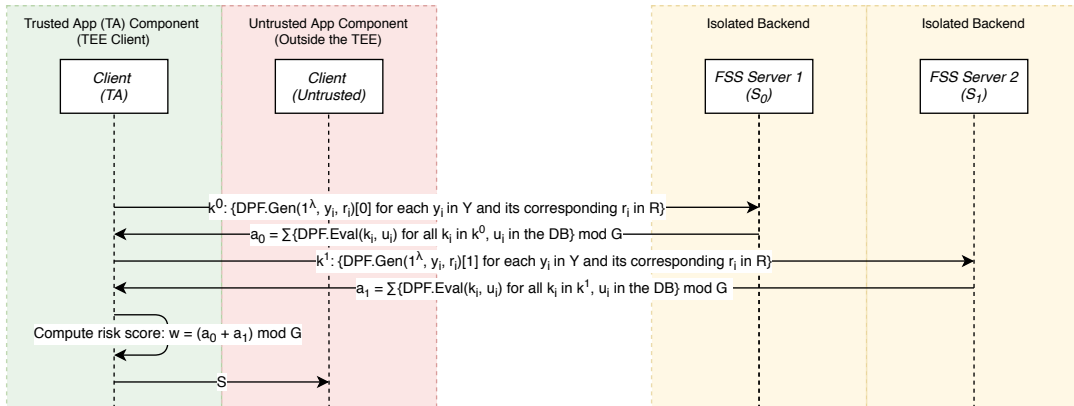 Trusted App (TA) Component
(TEE Client)
Untrusted App Component
(Outside the TEE)
Isolated Backend
Isolated Backend
Client
(TA)
Client
(Untrusted)
FSS Server 1
(S₀)
FSS Server 2
(S₁)
k⁰: {DPF.Gen(1^λ, yᵢ, rᵢ)[0] for each yᵢ in Y and its corresponding rᵢ in R}
a₀ = ∑{DPF.Eval(kᵢ, uᵢ) for all kᵢ in k⁰, uᵢ in the DB} mod G
k¹: {DPF.Gen(1^λ, yᵢ, rᵢ)[1] for each yᵢ in Y and its corresponding rᵢ in R}
a₁ = ∑{DPF.Eval(kᵢ, uᵢ) for all kᵢ in k¹, uᵢ in the DB} mod G
Compute risk score: w = (a₀ + a₁) mod G
S